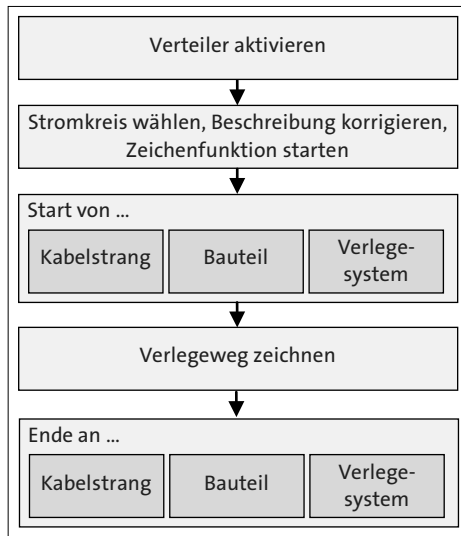 Verteiler aktivieren
Stromkreis wählen, Beschreibung korrigieren,
Zeichenfunktion starten
Start von ...
Kabelstrang
Bauteil
Verlege-
system
Verlegeweg zeichnen
Ende an ...
Kabelstrang
Bauteil
Verlege-
system